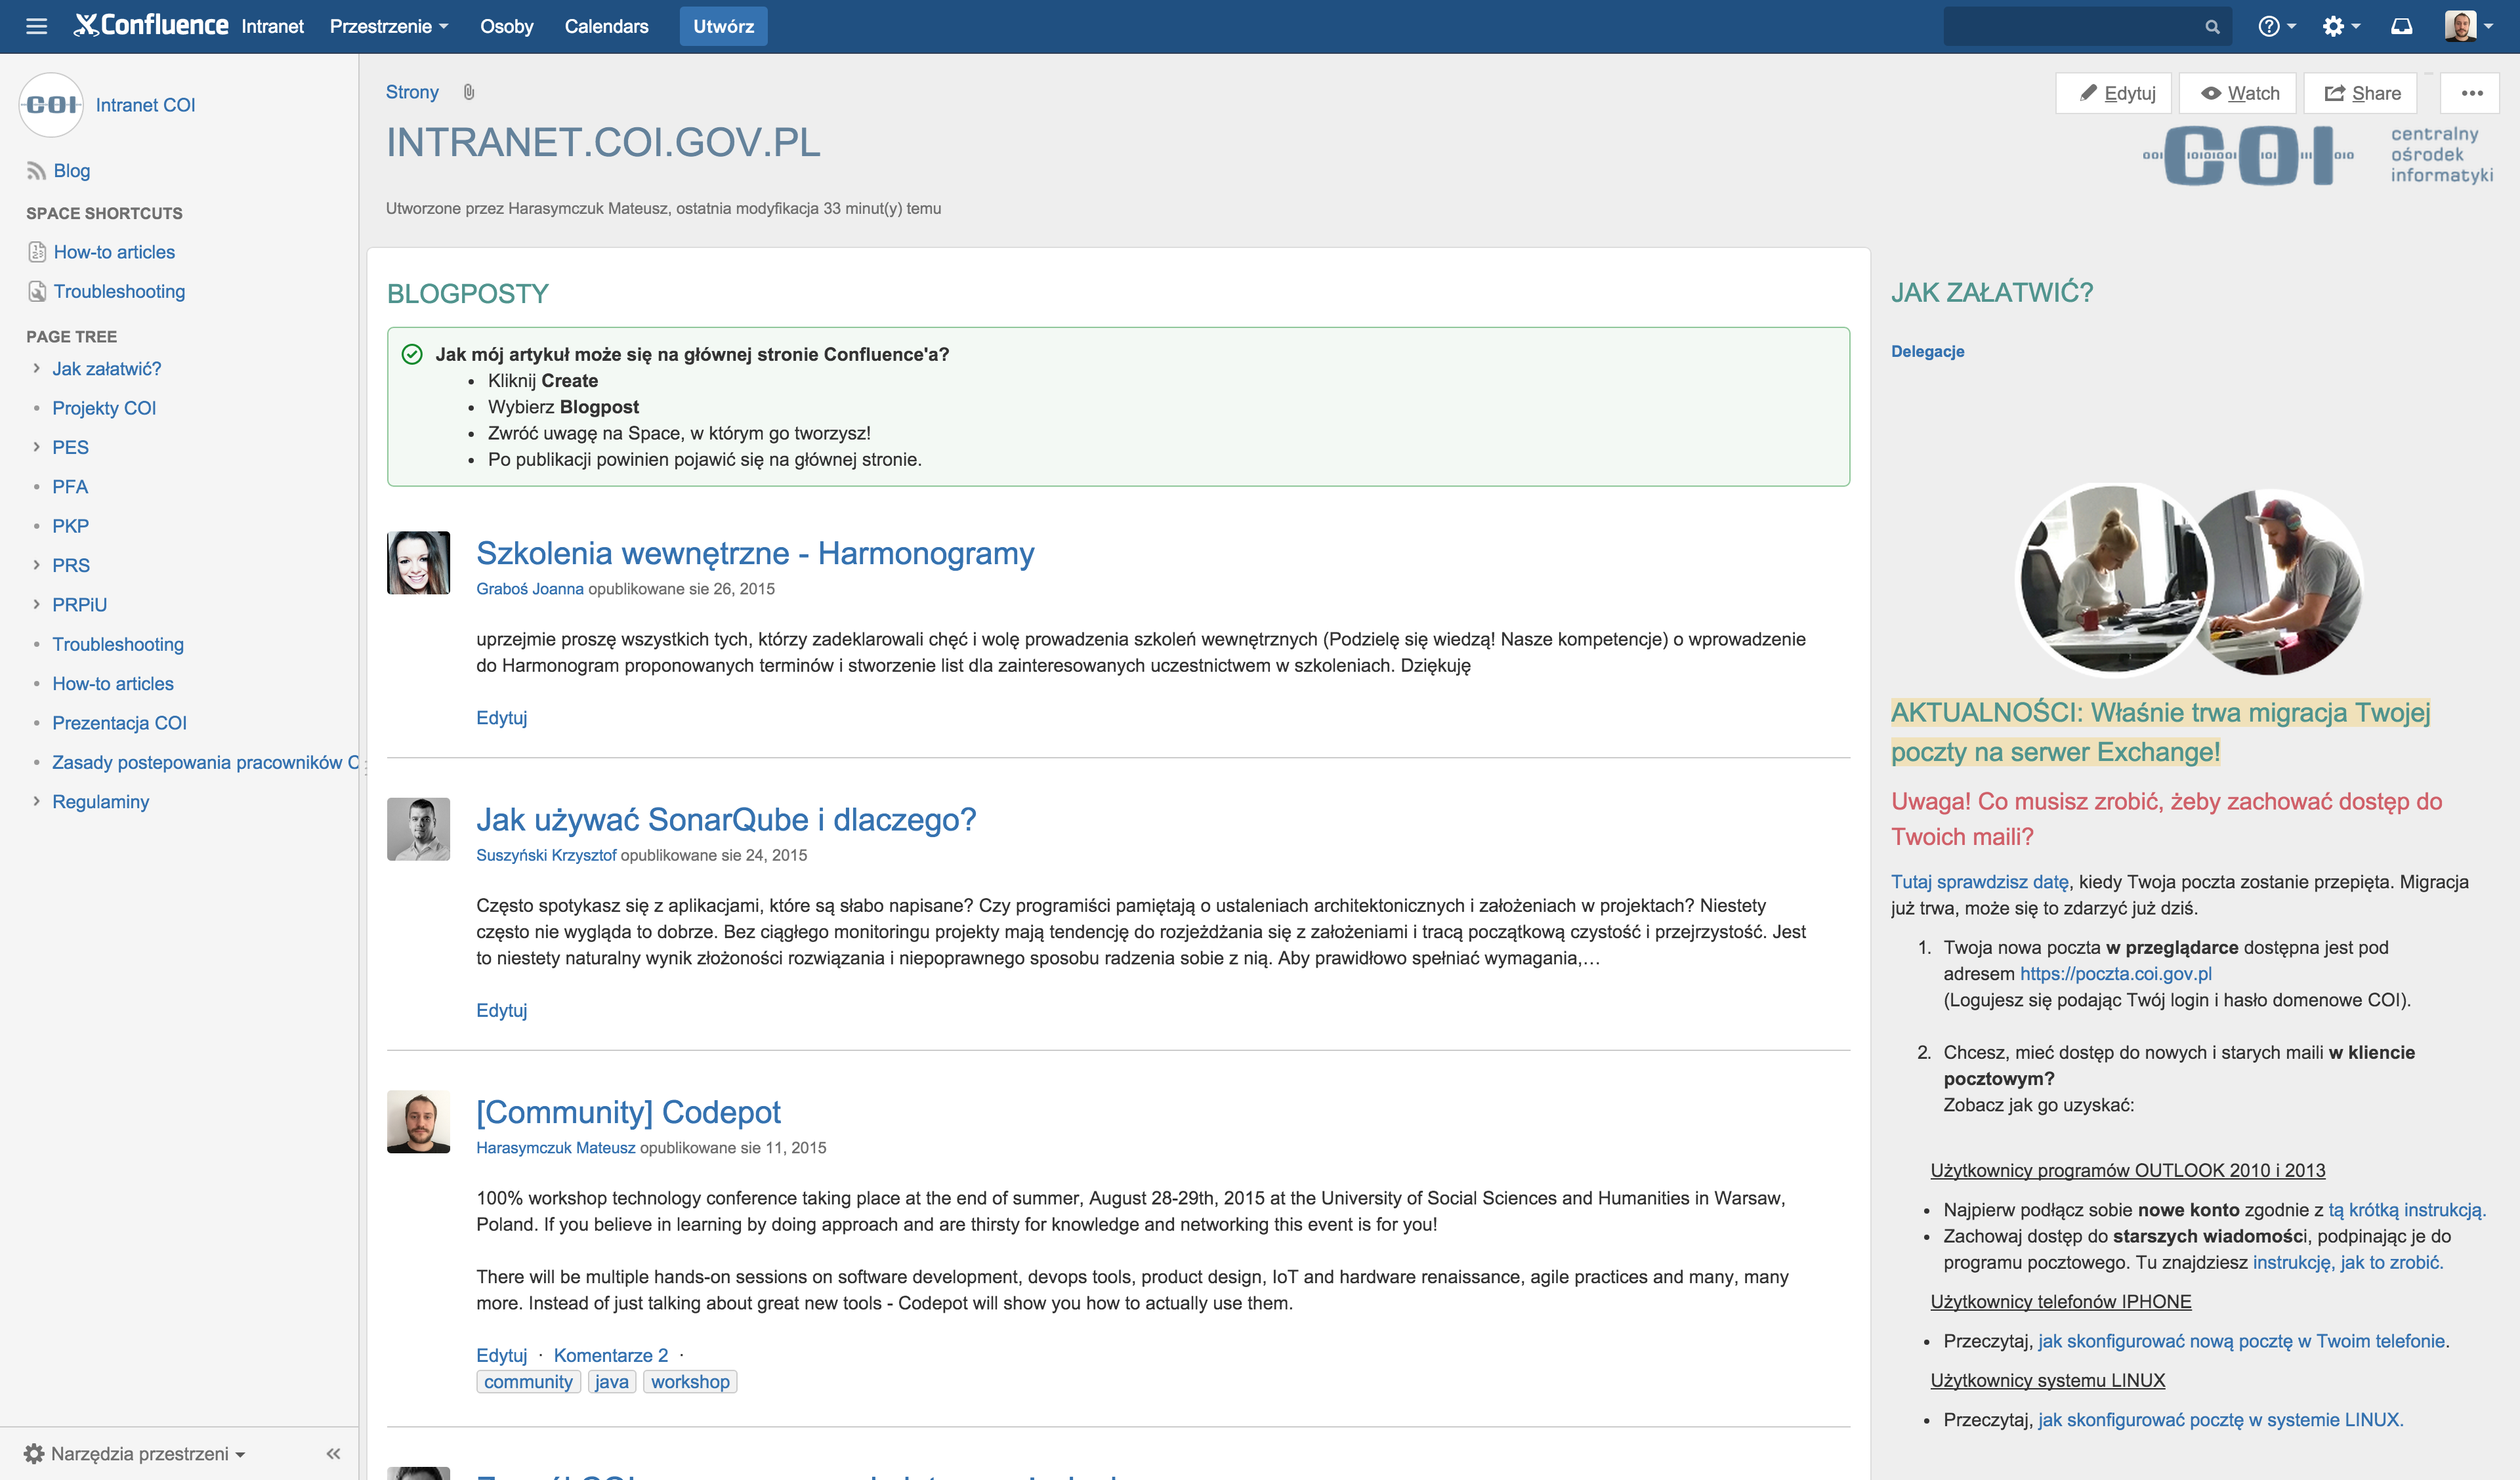 Confluence Intranet Przestrzenie Osoby Calendars Utwórz
COI Intranet COI
Blog
SPACE SHORTCUTS
How-to articles
Troubleshooting
PAGE TREE
Jak załatwić?
Projekty COI
PES
PFA
PKP
PRS
PRPiU
Troubleshooting
How-to articles
Prezentacja COI
Zasady postepowania pracowników C
Regulaminy
Narzędzia przestrzeni
Strony
Edytuj Watch Share
INTRANET.COI.GOV.PL
COI
centralny
ośrodek
informatyki
Utworzone przez Harasymczuk Mateusz, ostatnia modyfikacja 33 minut(y) temu
BLOGPOSTY
Jak mój artykuł może się na głównej stronie Confluence'a?
• Kliknij Create
• Wybierz Blogpost
• Zwróć uwagę na Space, w którym go tworzysz!
• Po publikacji powinien pojawić się na głównej stronie.
Szkolenia wewnętrzne - Harmonogramy
Graboś Joanna opublikowane sie 26, 2015
uprzejmie proszę wszystkich tych, którzy zadeklarowali chęć i wolę prowadzenia szkoleń wewnętrznych (Podzielę się wiedzą! Nasze kompetencje) o wprowadzenie
do Harmonogram proponowanych terminów i stworzenie list dla zainteresowanych uczestnictwem w szkoleniach. Dziękuję
Edytuj
Jak używać SonarQube i dlaczego?
Suszyński Krzysztof opublikowane sie 24, 2015
Często spotykasz się z aplikacjami, które są słabo napisane? Czy programiści pamiętają o ustaleniach architektonicznych i założeniach w projektach? Niestety
często nie wygląda to dobrze. Bez ciągłego monitoringu projekty mają tendencję do rozjeżdżania się z założeniami i tracą początkową czystość i przejrzystość. Jest
to niestety naturalny wynik złożoności rozwiązania i niepoprawnego sposobu radzenia sobie z nią. Aby prawidłowo spełniać wymagania,…
Edytuj
[Community] Codepot
Harasymczuk Mateusz opublikowane sie 11, 2015
100% workshop technology conference taking place at the end of summer, August 28-29th, 2015 at the University of Social Sciences and Humanities in Warsaw,
Poland. If you believe in learning by doing approach and are thirsty for knowledge and networking this event is for you!
There will be multiple hands-on sessions on software development, devops tools, product design, IoT and hardware renaissance, agile practices and many, many
more. Instead of just talking about great new tools - Codepot will show you how to actually use them.
Edytuj · Komentarze 2 ·
community java workshop
JAK ZAŁATWIĆ?
Delegacje
AKTUALNOŚCI: Właśnie trwa migracja Twojej
poczty na serwer Exchange!
Uwaga! Co musisz zrobić, żeby zachować dostęp do
Twoich maili?
Tutaj sprawdzisz datę, kiedy Twoja poczta zostanie przepięta. Migracja
już trwa, może się to zdarzyć już dziś.
1. Twoja nowa poczta w przeglądarce dostępna jest pod
adresem https://poczta.coi.gov.pl
(Logujesz się podając Twój login i hasło domenowe COI).
2. Chcesz, mieć dostęp do nowych i starych maili w kliencie
pocztowym?
Zobacz jak go uzyskać:
Użytkownicy programów OUTLOOK 2010 i 2013
• Najpierw podłącz sobie nowe konto zgodnie z tą krótką instrukcją.
• Zachowaj dostęp do starszych wiadomości, podpinając je do
programu pocztowego. Tu znajdziesz instrukcję, jak to zrobić.
Użytkownicy telefonów IPHONE
• Przeczytaj, jak skonfigurować nową pocztę w Twoim telefonie.
Użytkownicy systemu LINUX
• Przeczytaj, jak skonfigurować pocztę w systemie LINUX.